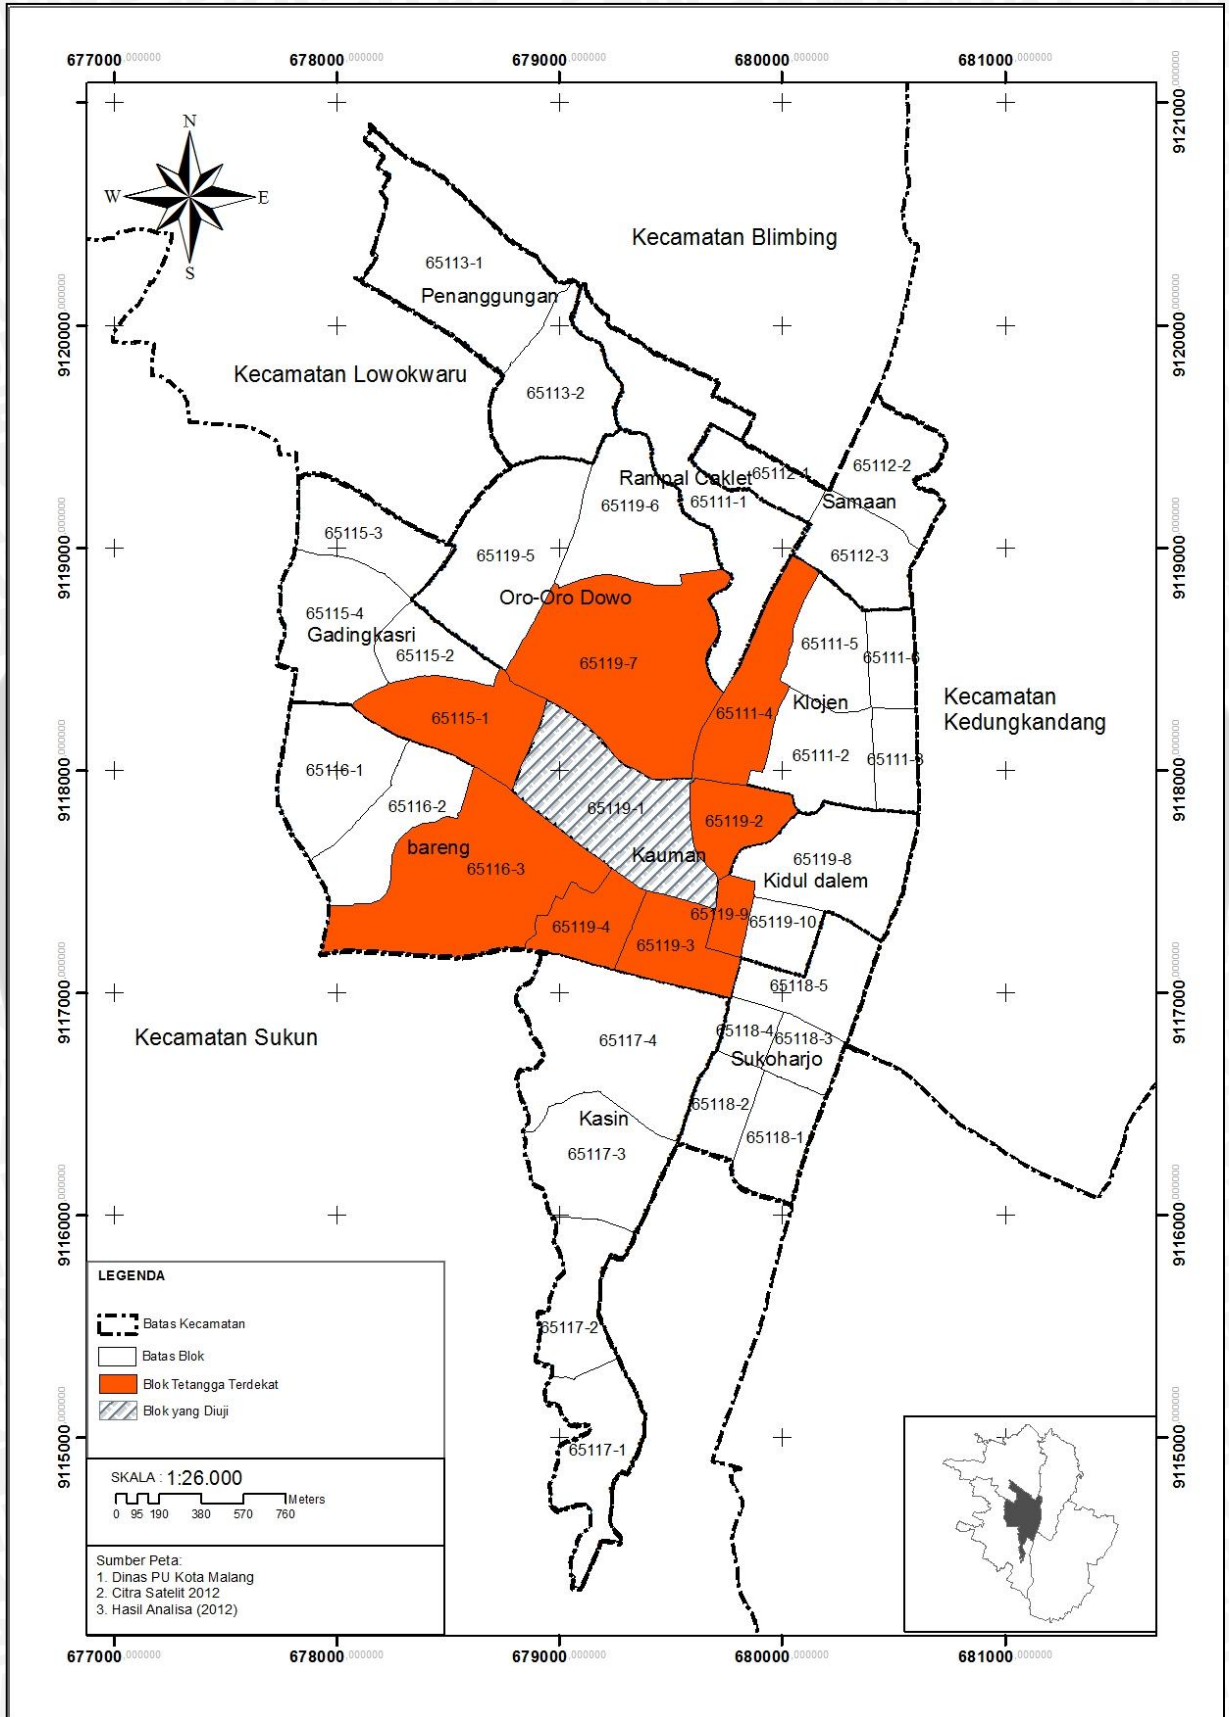 677000.000000 678000.000000 679000.000000 680000.000000 681000.000000
9121000.000000
9121000.000000
N
W E
S
Kecamatan Blimbing
65113-1
Penanggungan
9120000.000000
9120000.000000
Kecamatan Lowokwaru
65113-2
65112-2
65112-1
Rampal Caklet
65119-6
65111-1
Samaan
65115-3
65119-5
65112-3
9119000.000000
9119000.000000
Oro-Oro Dowo
65115-4
Gadingkasri
65115-2
65119-7
65111-5
65111-6
Kecamatan
Kedungkandang
Klojen
65115-1
65111-4
65111-2
65111-3
65116-1
9118000.000000
9118000.000000
65116-2
65119-1
65119-2
bareng
65116-3
Kauman
65119-8
Kidul dalem
65119-9
65119-10
65119-4
65119-3
65118-5
9117000.000000
9117000.000000
Kecamatan Sukun
65117-4
65118-4
65118-3
Sukoharjo
65118-2
Kasin
65118-1
65117-3
9116000.000000
9116000.000000
65117-2
65117-1
9115000.000000
9115000.000000
LEGENDA
Batas Kecamatan
Batas Blok
Blok Tetangga Terdekat
Blok yang Diuji
SKALA : 1:26.000
Meters
0 95 190 380 570 760
Sumber Peta:
1. Dinas PU Kota Malang
2. Citra Satelit 2012
3. Hasil Analisa (2012)
677000.000000 678000.000000 679000.000000 680000.000000 681000.000000